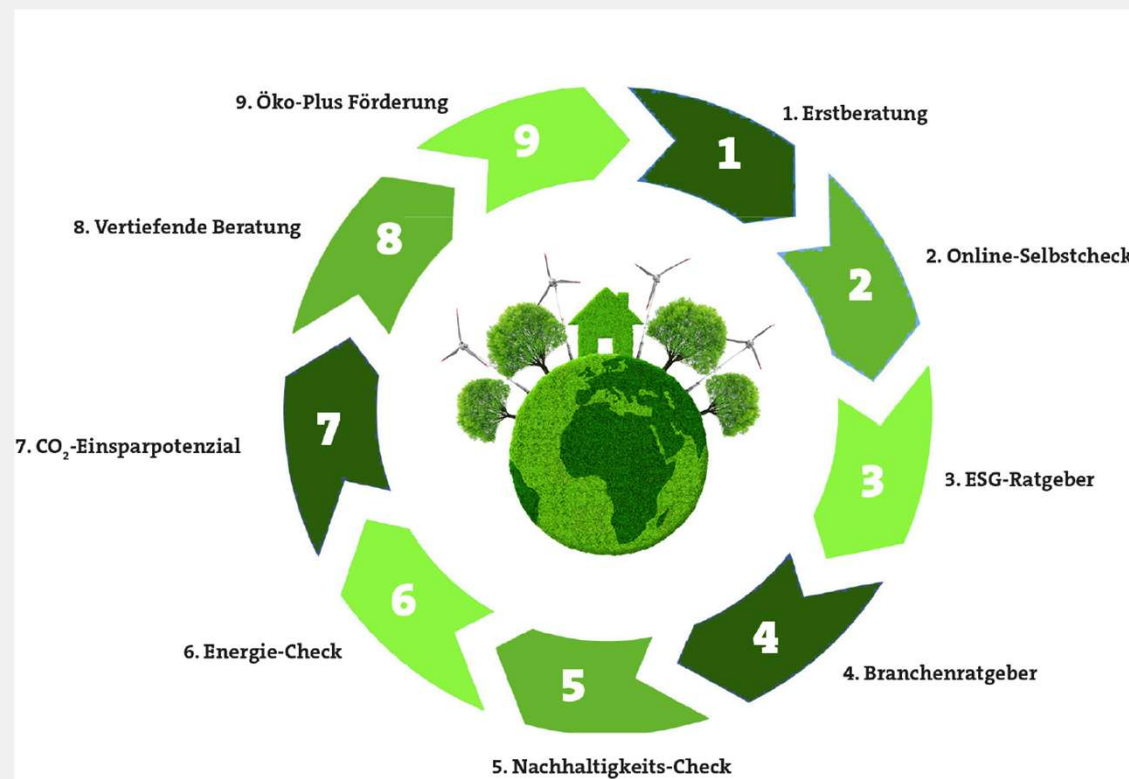 1. Erstberatung
2. Online-Selbstcheck
3. ESG-Ratgeber
4. Branchenratgeber
5. Nachhaltigkeits-Check
6. Energie-Check
7. CO₂-Einsparpotenzial
8. Vertiefende Beratung
9. Öko-Plus Förderung
1
2
3
4
5
6
7
8
9